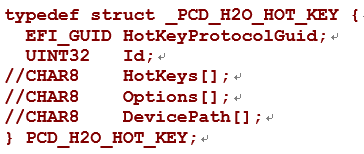 typedef struct _PCD_H2O_HOT_KEY {
  EFI_GUID HotKeyProtocolGuid;
  UINT32   Id;
//CHAR8    HotKeys[];
//CHAR8    Options[];
//CHAR8    DevicePath[];
} PCD_H2O_HOT_KEY;